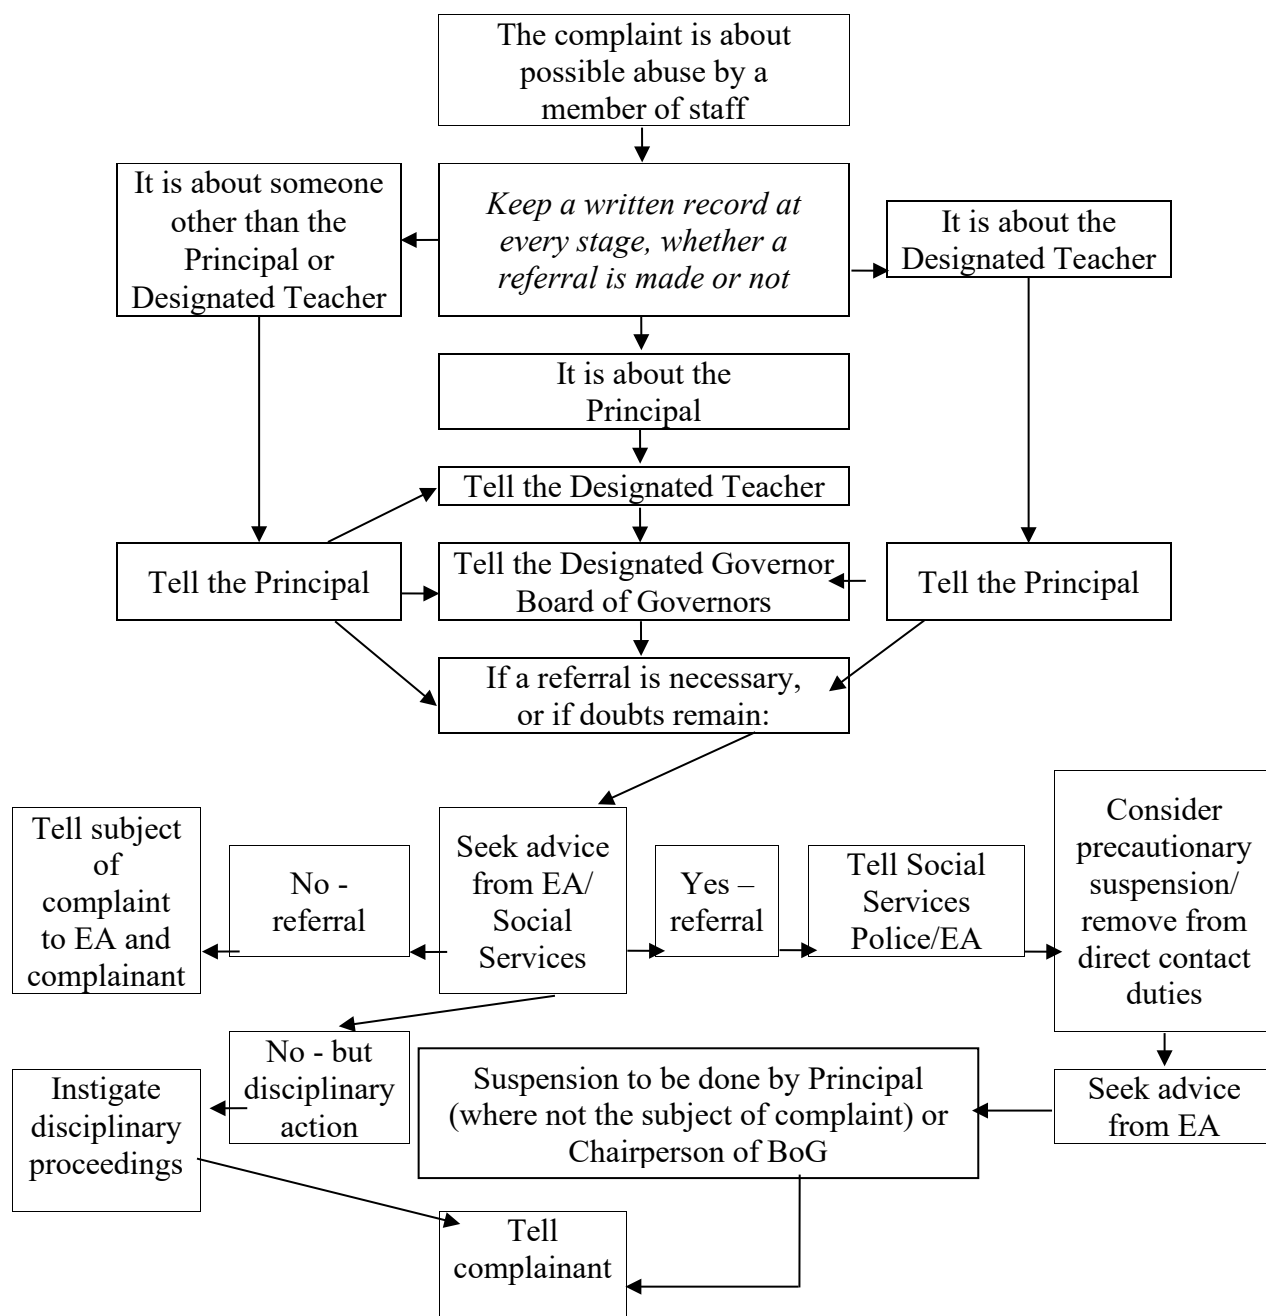 The complaint is about
possible abuse by a
member of staff
It is about someone
other than the
Principal or
Designated Teacher
Keep a written record at
every stage, whether a
referral is made or not
It is about the
Designated Teacher
It is about the
Principal
Tell the Designated Teacher
Tell the Principal
Tell the Designated Governor
Board of Governors
Tell the Principal
If a referral is necessary,
or if doubts remain:
Tell subject
of
complaint
to EA and
complainant
No -
referral
Seek advice
from EA/
Social
Services
Yes –
referral
Tell Social
Services
Police/EA
Consider
precautionary
suspension/
remove from
direct contact
duties
Instigate
disciplinary
proceedings
No - but
disciplinary
action
Suspension to be done by Principal
(where not the subject of complaint) or
Chairperson of BoG
Seek advice
from EA
Tell
complainant